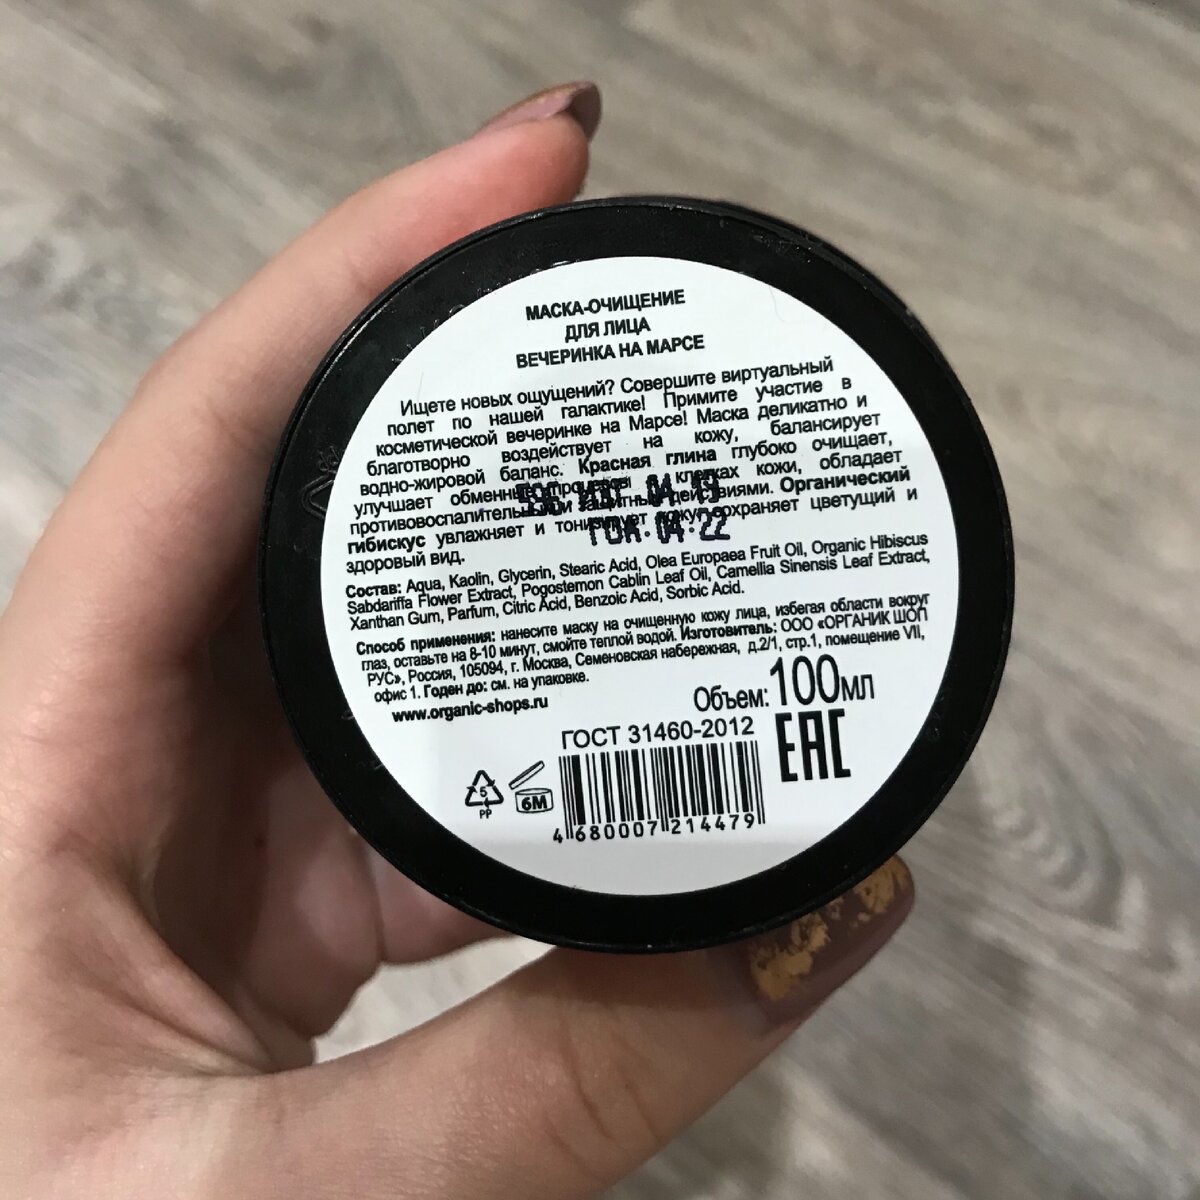 МАСКА-ОЧИЩЕНИЕ
ДЛЯ ЛИЦА
ВЕЧЕРИНКА НА МАРСЕ
Ищете новых ощущений? Совершите виртуальный
полет по нашей галактике! Примите участие в
косметической вечеринке на Марсе! Маска деликатно и
благотворно воздействует на кожу, балансирует
водно-жировой баланс. Красная глина глубоко очищает,
улучшает обменные процессы в клетках кожи, обладает
противовоспалительными защитными действиями. Органический
гибискус увлажняет и тонизирует кожу, сохраняет цветущий и
здоровый вид.
04 19
ГОД. 04. 22
Состав: Aqua, Kaolin, Glycerin, Stearic Acid, Olea Europaea Fruit Oil, Organic Hibiscus
Sabdariffa Flower Extract, Pogostemon Cablin Leaf Oil, Camellia Sinensis Leaf Extract,
Xanthan Gum, Parfum, Citric Acid, Benzoic Acid, Sorbic Acid.
Способ применения: нанесите маску на очищенную кожу лица, избегая области вокруг
глаз, оставьте на 8-10 минут, смойте теплой водой. Изготовитель: ООО «ОРГАНИК ШОП
РУС», Россия, 105094, г. Москва, Семеновская набережная, д.2/1, стр.1, помещение VII,
офис 1. Годен до: см. на упаковке.
www.organic-shops.ru
Объем: 100мл
ГОСТ 31460-2012
EAC
5
PP
6M
4 680007 214479